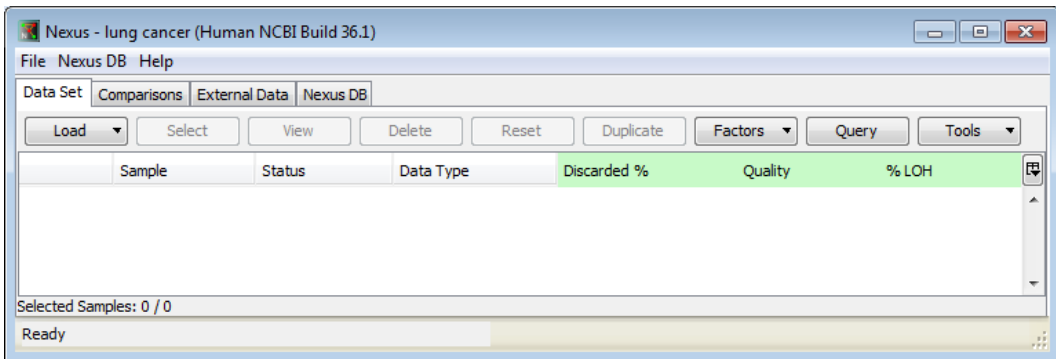 Nexus - lung cancer (Human NCBI Build 36.1)
File Nexus DB Help
Data Set Comparisons External Data Nexus DB
Load Select View Delete Reset Duplicate Factors Query Tools
Sample Status Data Type Discarded % Quality % LOH
Selected Samples: 0 / 0
Ready